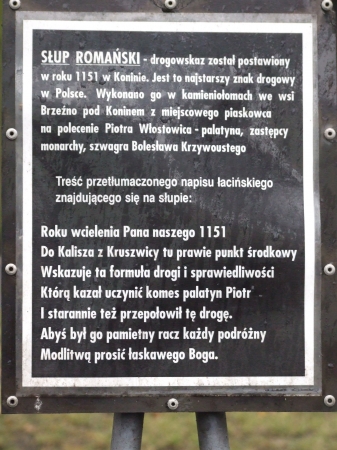 SŁUP ROMAŃSKI - drogowskaz został postawiony
w roku 1151 w Koninie. Jest to najstarszy znak drogowy
w Polsce. Wykonano go w kamieniołomach we wsi
Brzeźno pod Koninem z miejscowego piaskowca
na polecenie Piotra Włostowica - palatyna, zastępcy
monarchy, szwagra Bolesława Krzywoustego
Treść przetłumaczonego napisu łacińskiego
znajdującego się na słupie:
Roku wcielenia Pana naszego 1151
Do Kalisza z Kruszwicy tu prawie punkt środkowy
Wskazuje ta formuła drogi i sprawiedliwości
Którą kazał uczynić komes palatyn Piotr
I starannie też przepołowił tę drogę.
Abyś był go pamietny racz każdy podróżny
Modlitwą prosić łaskawego Boga.